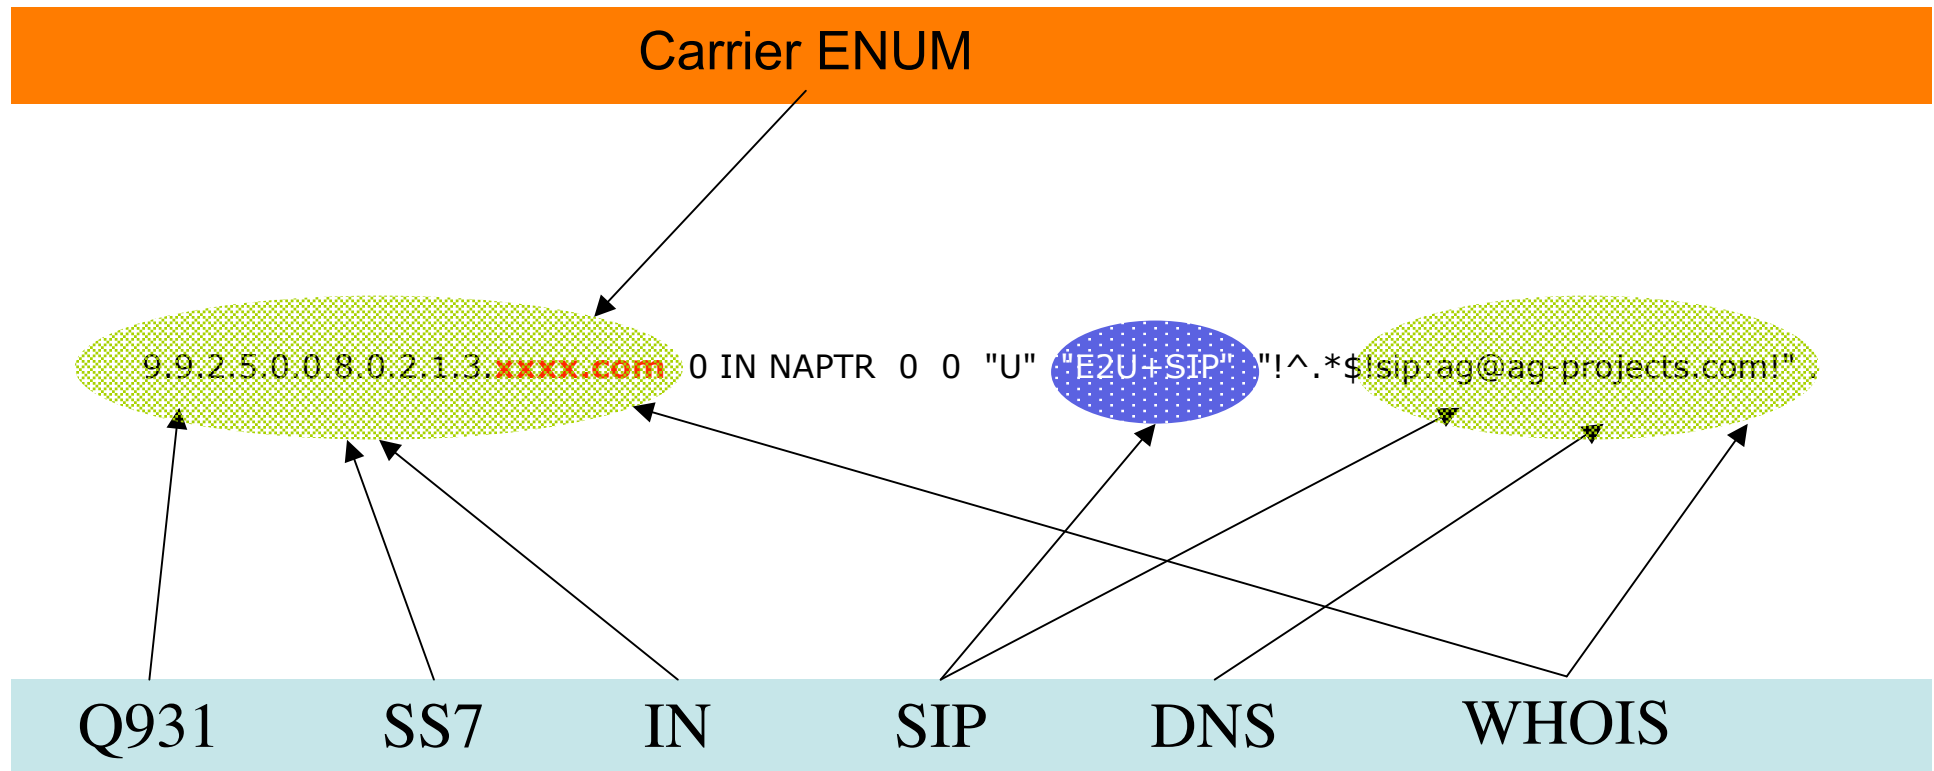 Carrier ENUM
9.9.2.5.0.0.8.0.2.1.3.xxxx.com 0 IN NAPTR 0 0 "U" "E2U+SIP" "!^.*$!sip:ag@ag-projects.com!" .
Q931 SS7 IN SIP DNS WHOIS